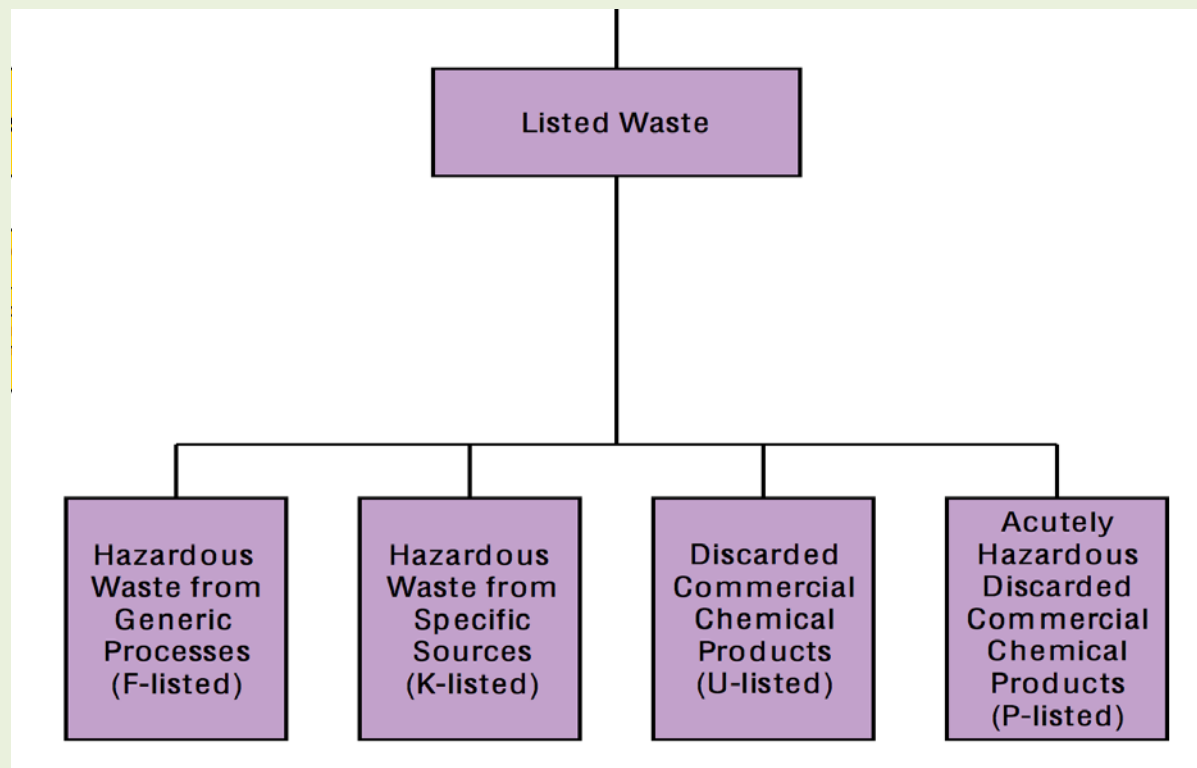 Listed Waste
Hazardous
Waste from
Generic
Processes
(F-listed)
Hazardous
Waste from
Specific
Sources
(K-listed)
Discarded
Commercial
Chemical
Products
(U-listed)
Acutely
Hazardous
Discarded
Commercial
Chemical
Products
(P-listed)